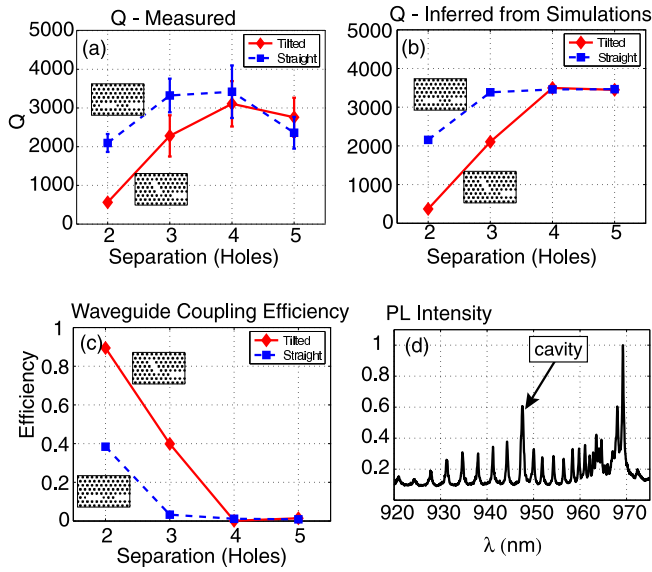 Q - Measured
(a)
Tilted
Straight
5000
4000
3000
2000
1000
0
Q
2 3 4 5
Separation (Holes)
Q - Inferred from Simulations
(b)
Tilted
Straight
5000
4000
3000
2000
1000
0
2 3 4 5
Separation (Holes)
Waveguide Coupling Efficiency
(c)
Tilted
Straight
1
0.8
0.6
0.4
0.2
0
Efficiency
2 3 4 5
Separation (Holes)
PL Intensity
(d)
cavity
1
0.8
0.6
0.4
0.2
920 930 940 950 960 970
λ (nm)